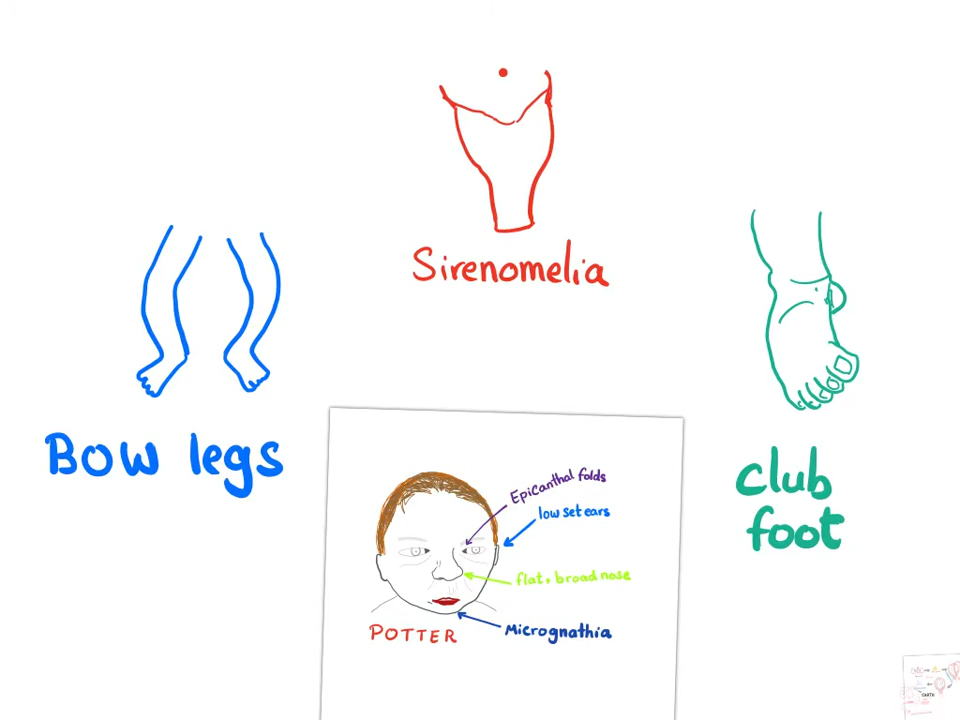 Sirenomelia
Bow legs
club
foot
Epicanthal folds
low set ears
flat, broad nose
Micrognathia
POTTER